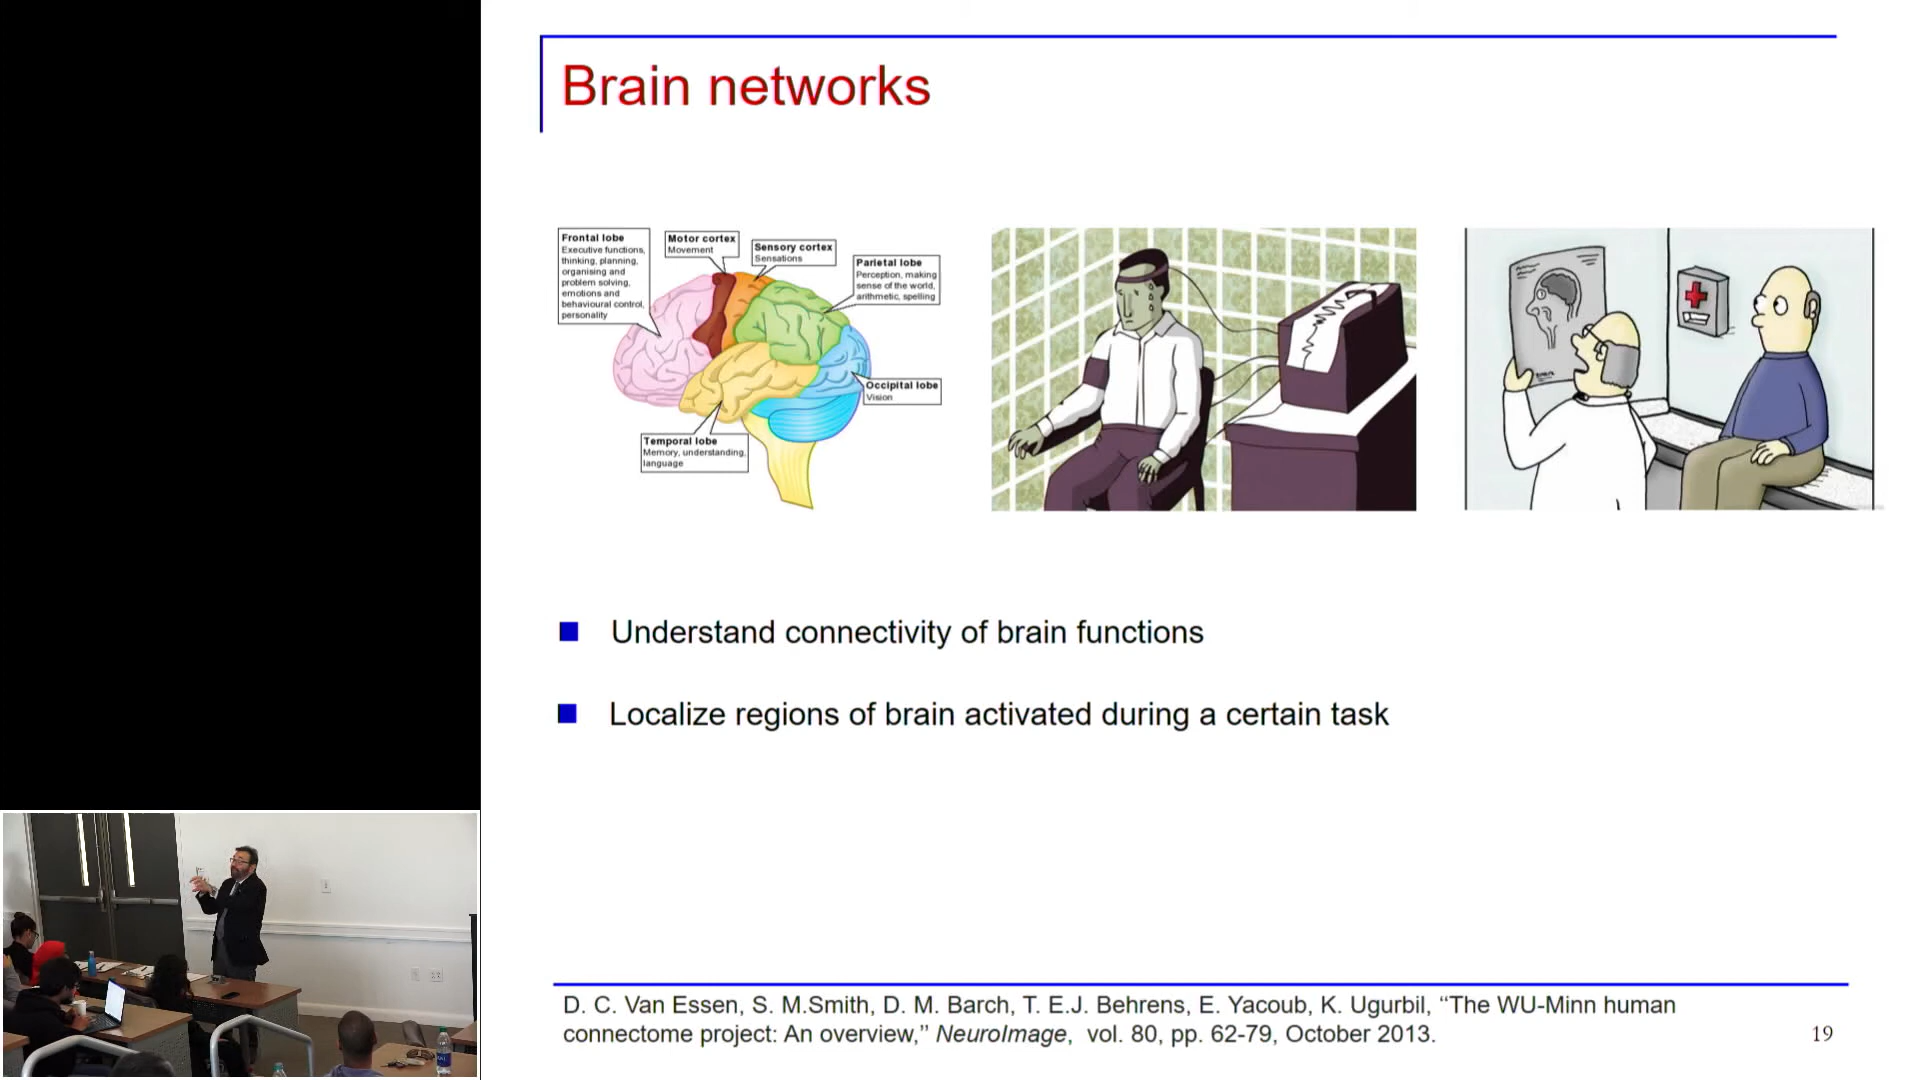 Brain networks
Frontal lobe
Executive functions,
thinking, planning,
organising and
problem solving,
emotions and
behavioural control,
personality
Motor cortex
Movement
Sensory cortex
Sensations
Parietal lobe
Perception, making
sense of the world,
arithmetic, spelling
Occipital lobe
Vision
Temporal lobe
Memory, understanding,
language
Understand connectivity of brain functions
Localize regions of brain activated during a certain task
D. C. Van Essen, S. M.Smith, D. M. Barch, T. E.J. Behrens, E. Yacoub, K. Ugurbil, “The WU-Minn human
connectome project: An overview,” NeuroImage, vol. 80, pp. 62-79, October 2013.
19